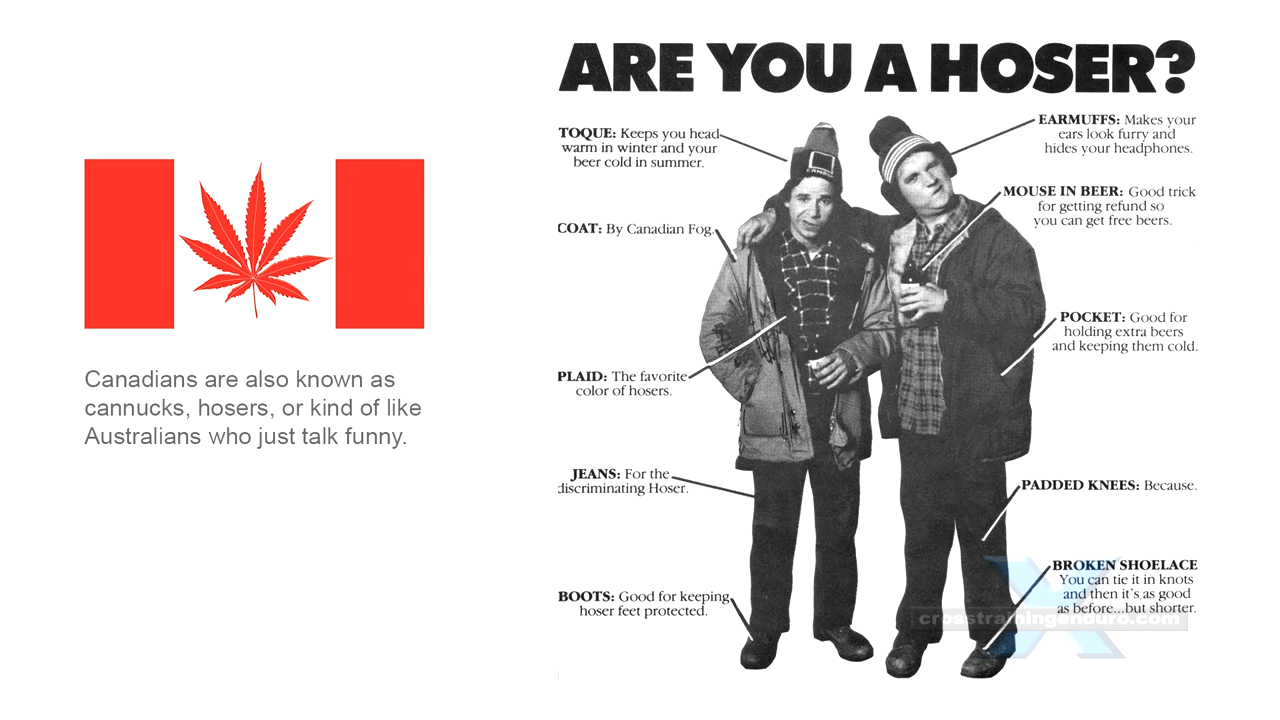 ARE YOU A HOSER?
TOQUE: Keeps you head
warm in winter and your
beer cold in summer.
COAT: By Canadian Fog.
PLAID: The favorite
color of hosers.
JEANS: For the
discriminating Hoser.
BOOTS: Good for keeping
hoser feet protected.
CANADA
EARMUFFS: Makes your
ears look furry and
hides your headphones.
MOUSE IN BEER: Good trick
for getting refund so
you can get free beers.
POCKET: Good for
holding extra beers
and keeping them cold.
PADDED KNEES: Because.
BROKEN SHOELACE
You can tie it in knots
and then it's as good
as before...but shorter.
crosstrainingenduro.com
Canadians are also known as
cannucks, hosers, or kind of like
Australians who just talk funny.